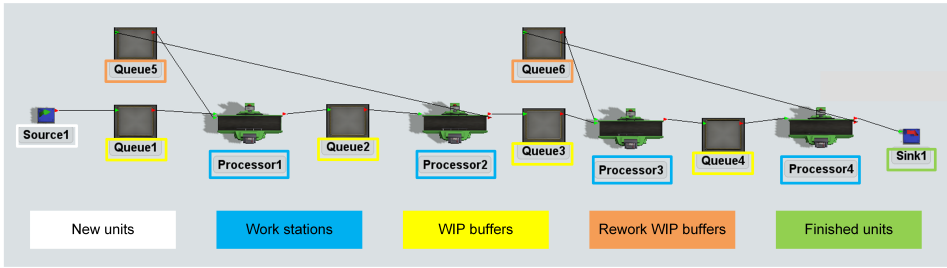 Queue5
Queue6
Source1
Queue1
Processor1
Queue2
Processor2
Queue3
Processor3
Queue4
Processor4
Sink1
New units
Work stations
WIP buffers
Rework WIP buffers
Finished units